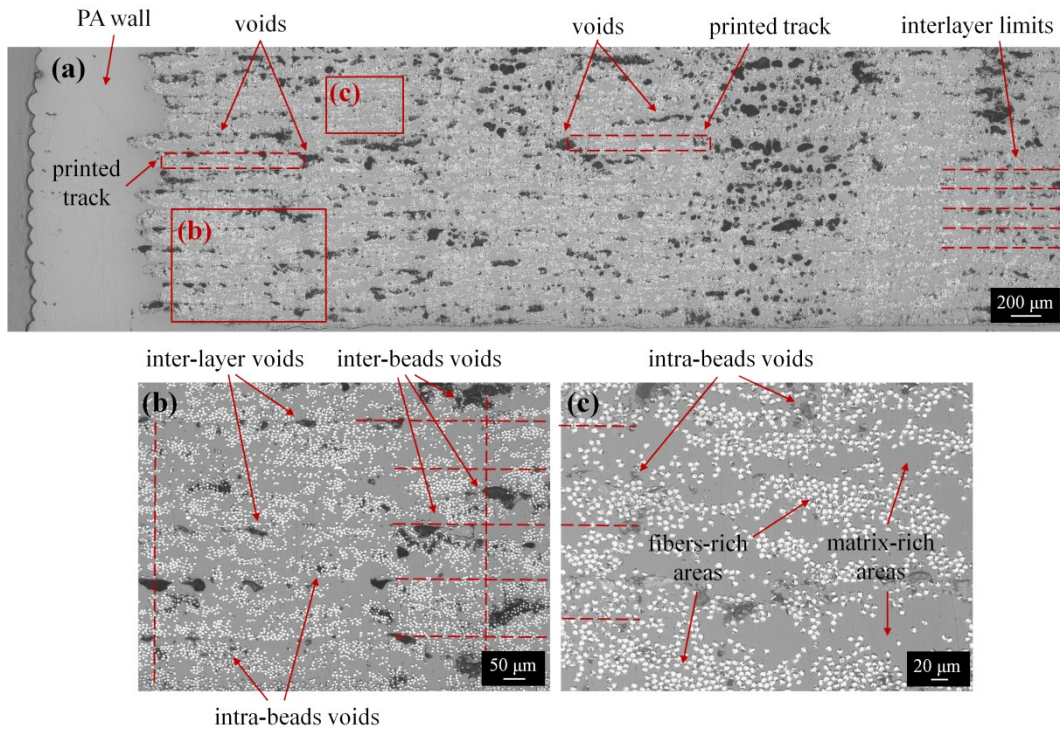 PA wall
voids
voids
printed track
interlayer limits
(a)
(c)
printed
track
(b)
200 μm
inter-layer voids
inter-beads voids
intra-beads voids
(b)
(c)
fibers-rich
areas
matrix-rich
areas
50 μm
20 μm
intra-beads voids